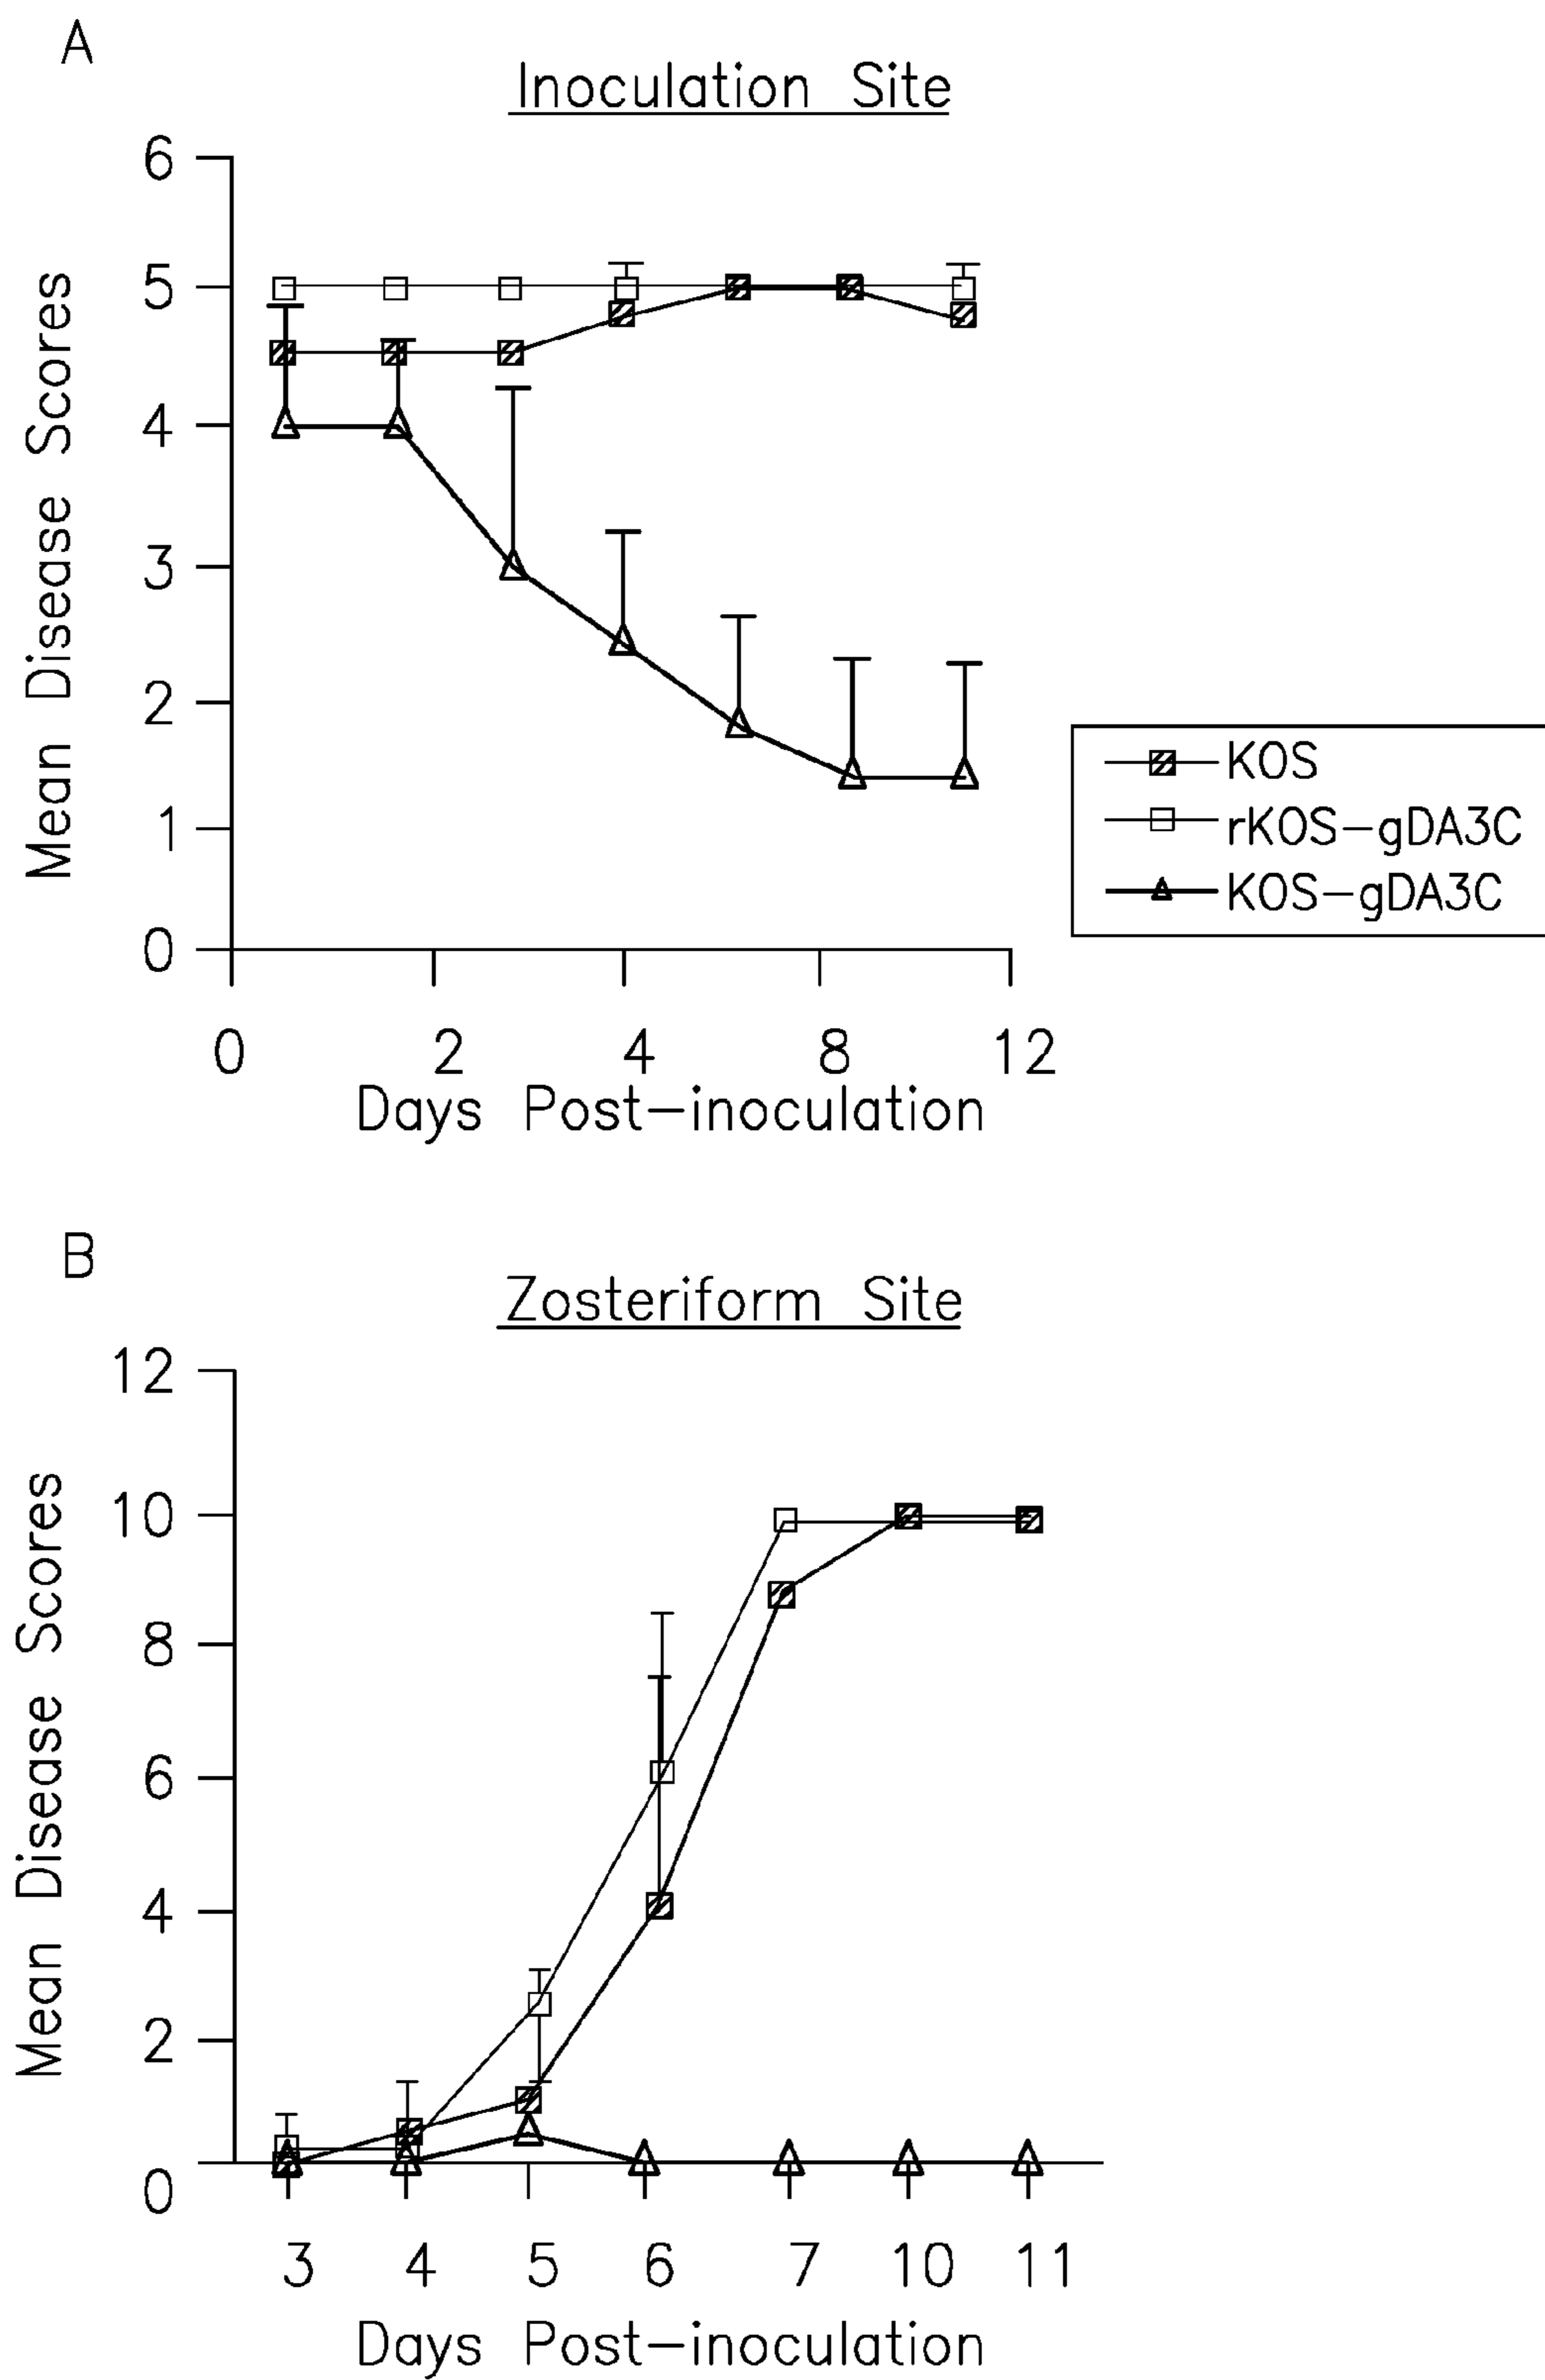 A
Inoculation Site
6
5
4
3
2
1
0
Mean Disease Scores
0 2 4 8 12
Days Post-inoculation
KOS
rKOS-gDA3C
KOS-gDA3C
B
Zosteriform Site
12
10
8
6
4
2
0
Mean Disease Scores
3 4 5 6 7 10 11
Days Post-inoculation